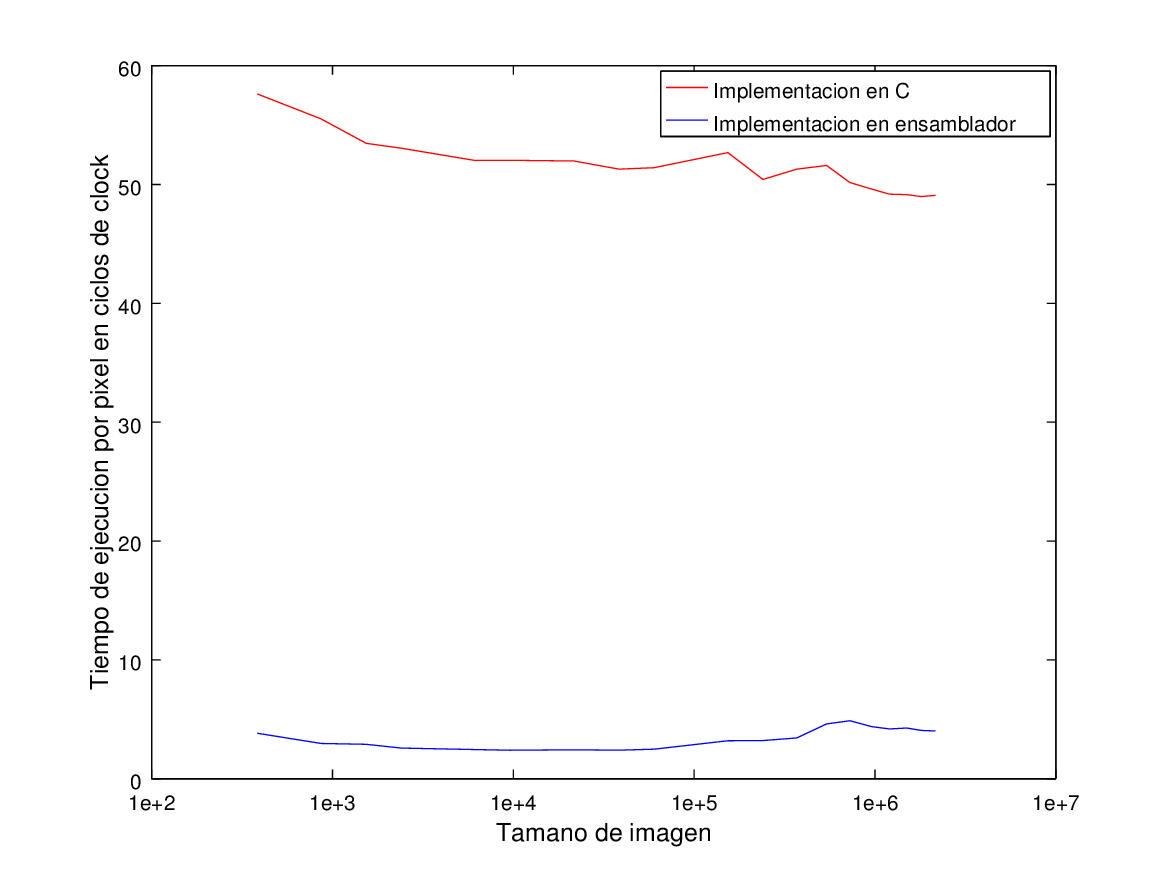 60
50
40
30
20
10
0
1e+2
1e+3
1e+4
1e+5
1e+6
1e+7
Tiempo de ejecucion por pixel en ciclos de clock
Tamano de imagen
Implementacion en C
Implementacion en ensamblador